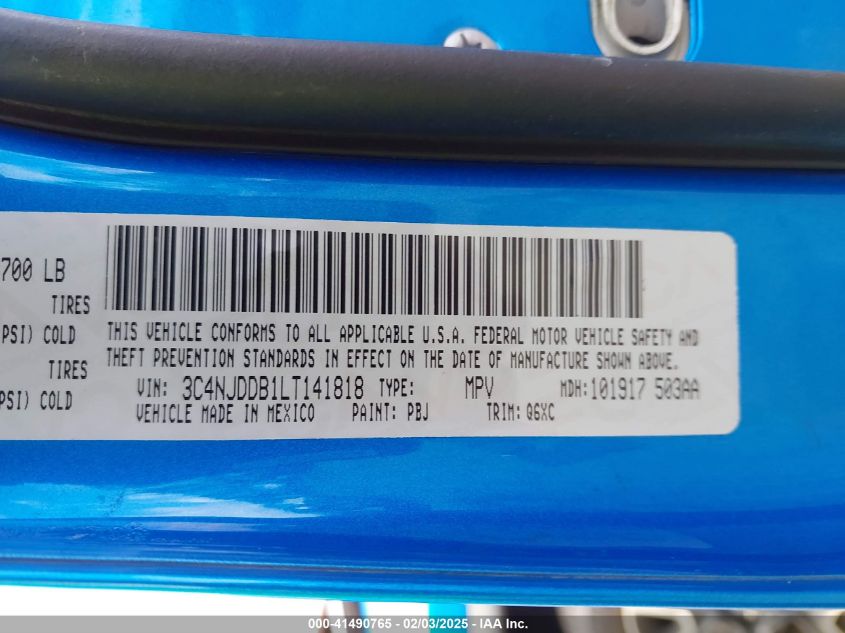 700 LB
TIRES
PSI) COLD
TIRES
PSI) COLD
THIS VEHICLE CONFORMS TO ALL APPLICABLE U.S.A. FEDERAL MOTOR VEHICLE SAFETY AND
THEFT PREVENTION STANDARDS IN EFFECT ON THE DATE OF MANUFACTURE SHOWN ABOVE.
VIN: 3C4NJDDB1LT141818 TYPE: MPV MDH:101917 503AA
VEHICLE MADE IN MEXICO PAINT: PBJ TRIM: Q6XC
000-41490765 - 02/03/2025 - IAA Inc.